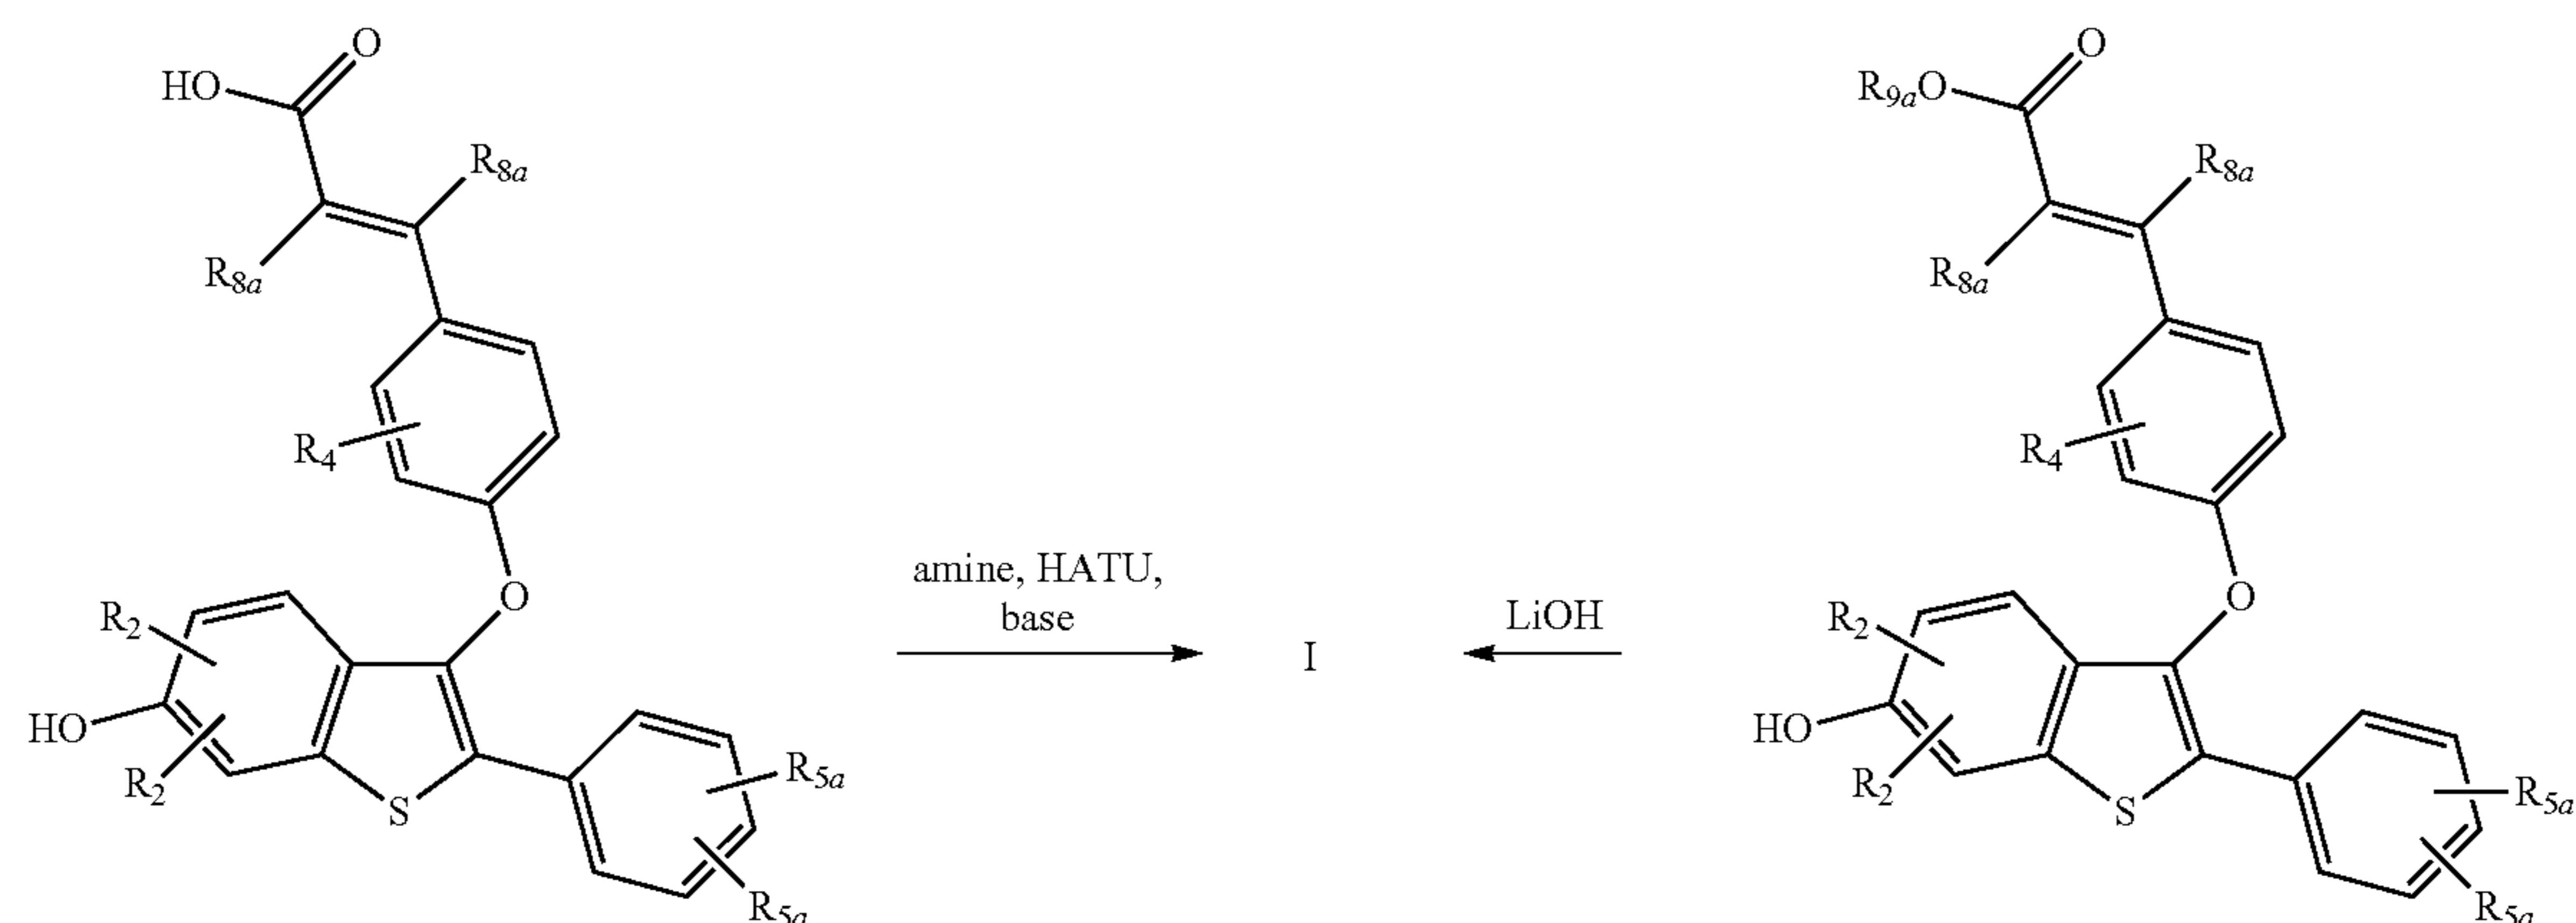 HO
O
R8a
R8a
R4
O
R2
HO
R2
S
R5a
R5a
amine, HATU,
base
I
LiOH
R9aO
O
R8a
R8a
R4
O
R2
HO
R2
S
R5a
R5a